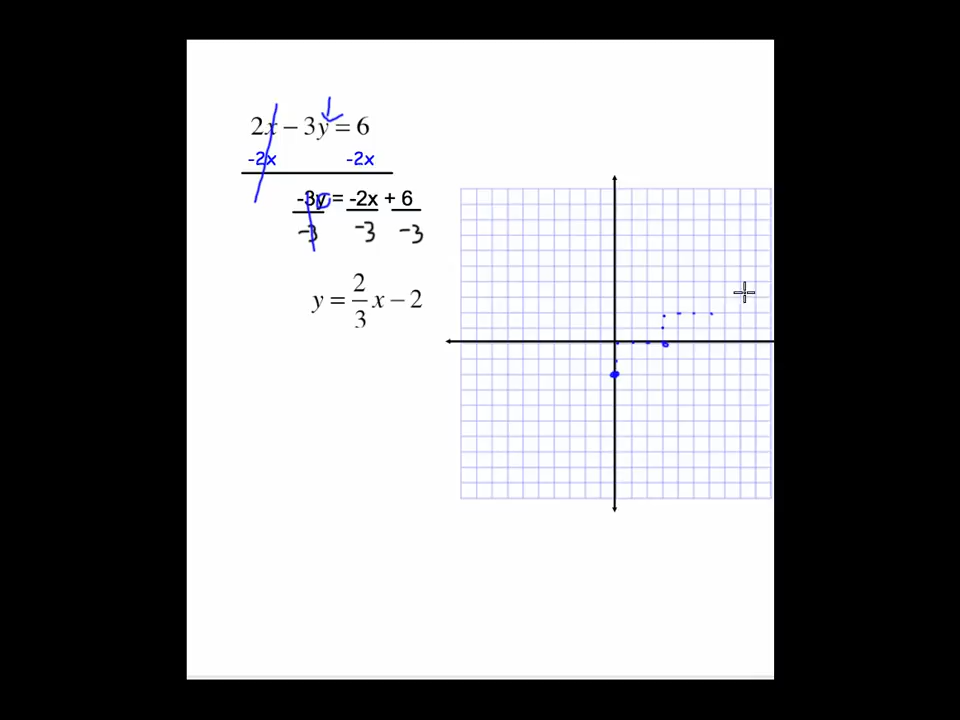 2x − 3y = 6
-2x -2x
-3y = -2x + 6
-3 -3 -3
y = 2/3 x − 2